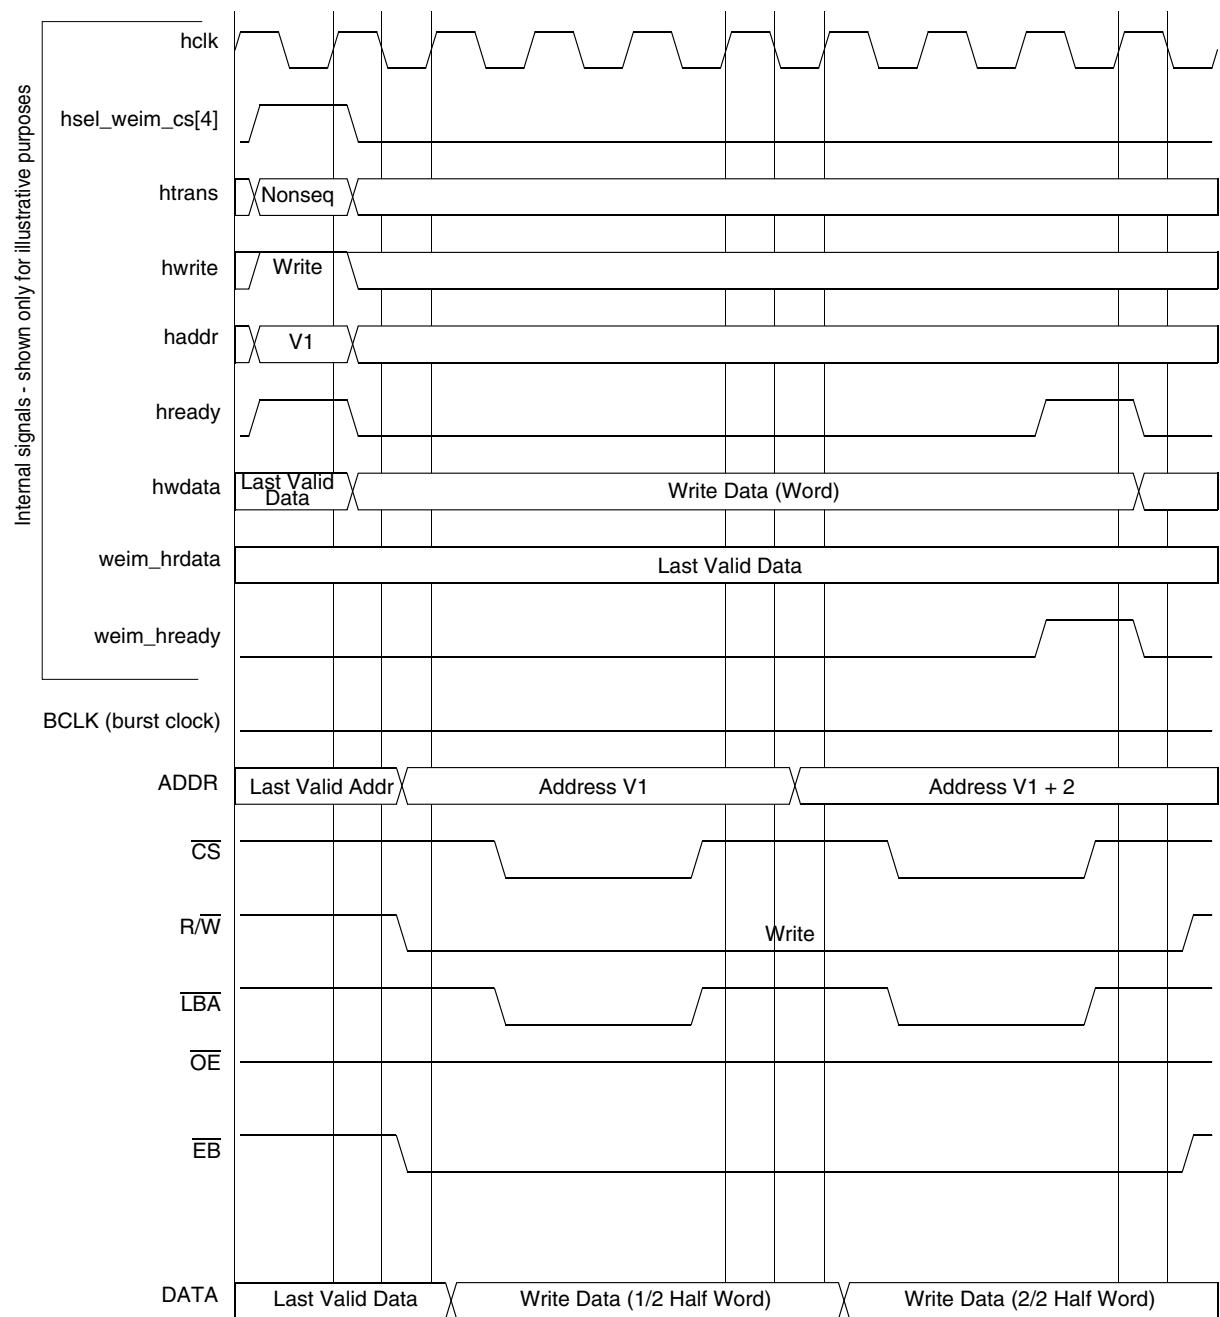 Internal signals - shown only for illustrative purposes
hclk
hsel_weim_cs[4]
htrans
Nonseq
hwrite
Write
haddr
V1
hready
hwdata
Last Valid
Data
Write Data (Word)
weim_hrdata
Last Valid Data
weim_hready
BCLK (burst clock)
ADDR
Last Valid Addr
Address V1
Address V1 + 2
CS
R/W
Write
LBA
OE
EB
DATA
Last Valid Data
Write Data (1/2 Half Word)
Write Data (2/2 Half Word)